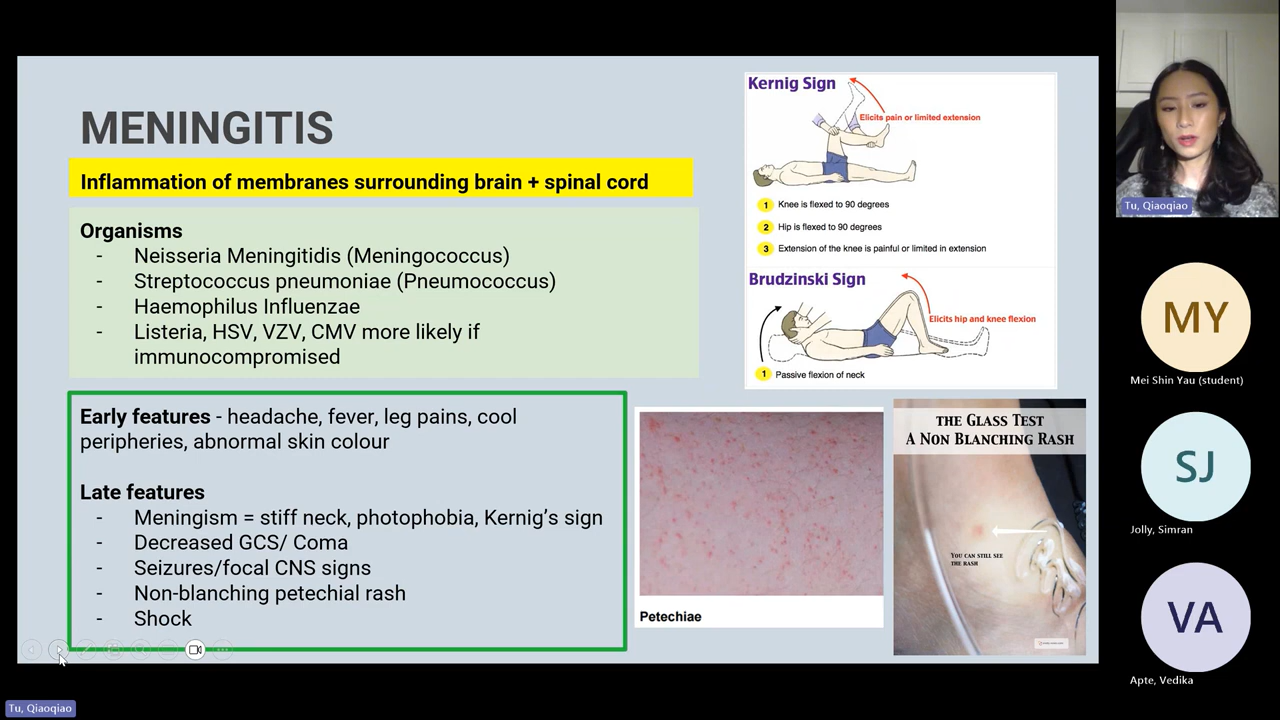 MENINGITIS
Inflammation of membranes surrounding brain + spinal cord
Organisms
- Neisseria Meningitidis (Meningococcus)
- Streptococcus pneumoniae (Pneumococcus)
- Haemophilus Influenzae
- Listeria, HSV, VZV, CMV more likely if
immunocompromised
Early features - headache, fever, leg pains, cool
peripheries, abnormal skin colour
Late features
- Meningism = stiff neck, photophobia, Kernig's sign
- Decreased GCS/ Coma
- Seizures/focal CNS signs
- Non-blanching petechial rash
- Shock
Kernig Sign
Elicits pain or limited extension
1 Knee is flexed to 90 degrees
2 Hip is flexed to 90 degrees
3 Extension of the knee is painful or limited in extension
Brudzinski Sign
Elicits hip and knee flexion
1 Passive flexion of neck
Petechiae
THE GLASS TEST
A NON BLANCHING RASH
YOU CAN STILL SEE
THE RASH
Tu, Qiaoqiao
MY
Mei Shin Yau (student)
SJ
Jolly, Simran
VA
Apte, Vedika
Tu, Qiaoqiao